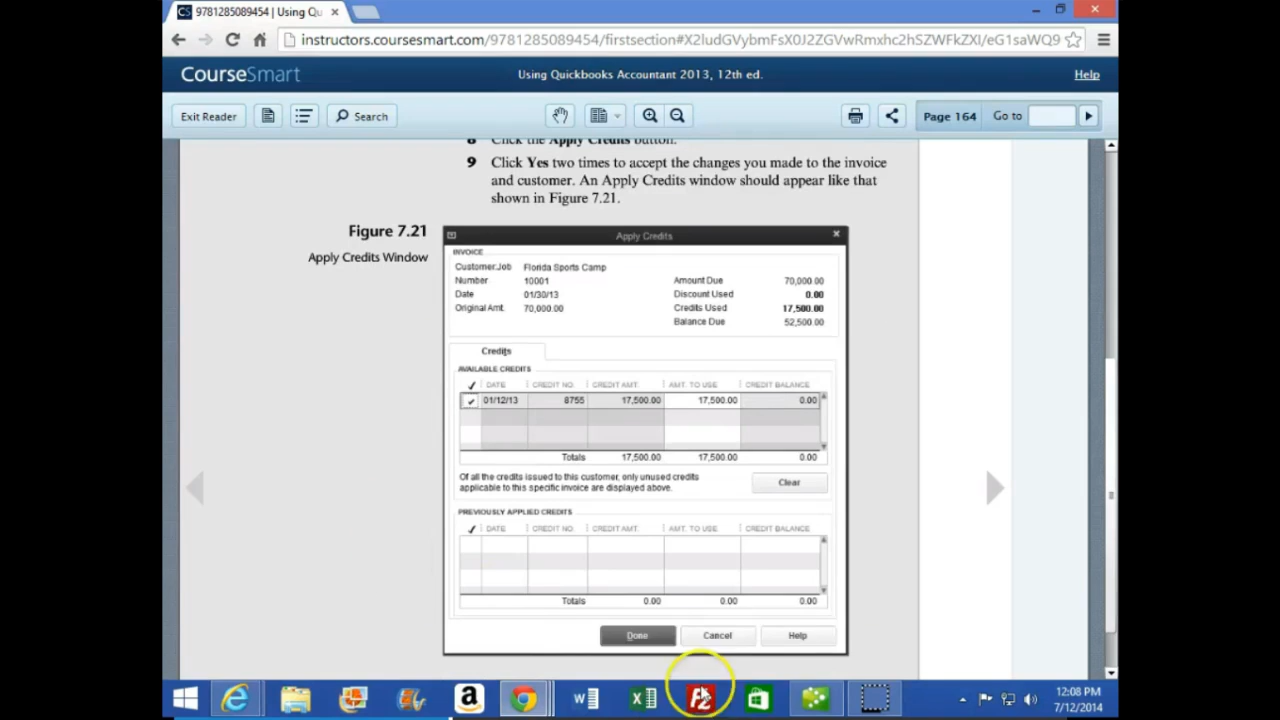 9781285089454 | Using Qu
instructors.coursesmart.com/9781285089454/firstsection#X2ludGVybmFsX0J2ZGVwRmxhc2hSZWFkZXI/eG1saWQ9
CourseSmart
Using Quickbooks Accountant 2013, 12th ed.
Help
Exit Reader
Search
Page 164
Go to
8 Click the Apply Credits button.
9 Click Yes two times to accept the changes you made to the invoice
and customer. An Apply Credits window should appear like that
shown in Figure 7.21.
Figure 7.21
Apply Credits Window
Apply Credits
INVOICE
Customer:Job Florida Sports Camp
Number 10001 Amount Due 70,000.00
Date 01/30/13 Discount Used 0.00
Original Amt. 70,000.00 Credits Used 17,500.00
Balance Due 52,500.00
Credits
AVAILABLE CREDITS
✓ DATE CREDIT NO. CREDIT AMT. AMT. TO USE CREDIT BALANCE
✓ 01/12/13 8755 17,500.00 17,500.00 0.00
Totals 17,500.00 17,500.00 0.00
Of all the credits issued to this customer, only unused credits
applicable to this specific invoice are displayed above.
Clear
PREVIOUSLY APPLIED CREDITS
✓ DATE CREDIT NO. CREDIT AMT. AMT. TO USE CREDIT BALANCE
Totals 0.00 0.00 0.00
Done Cancel Help
12:08 PM
7/12/2014